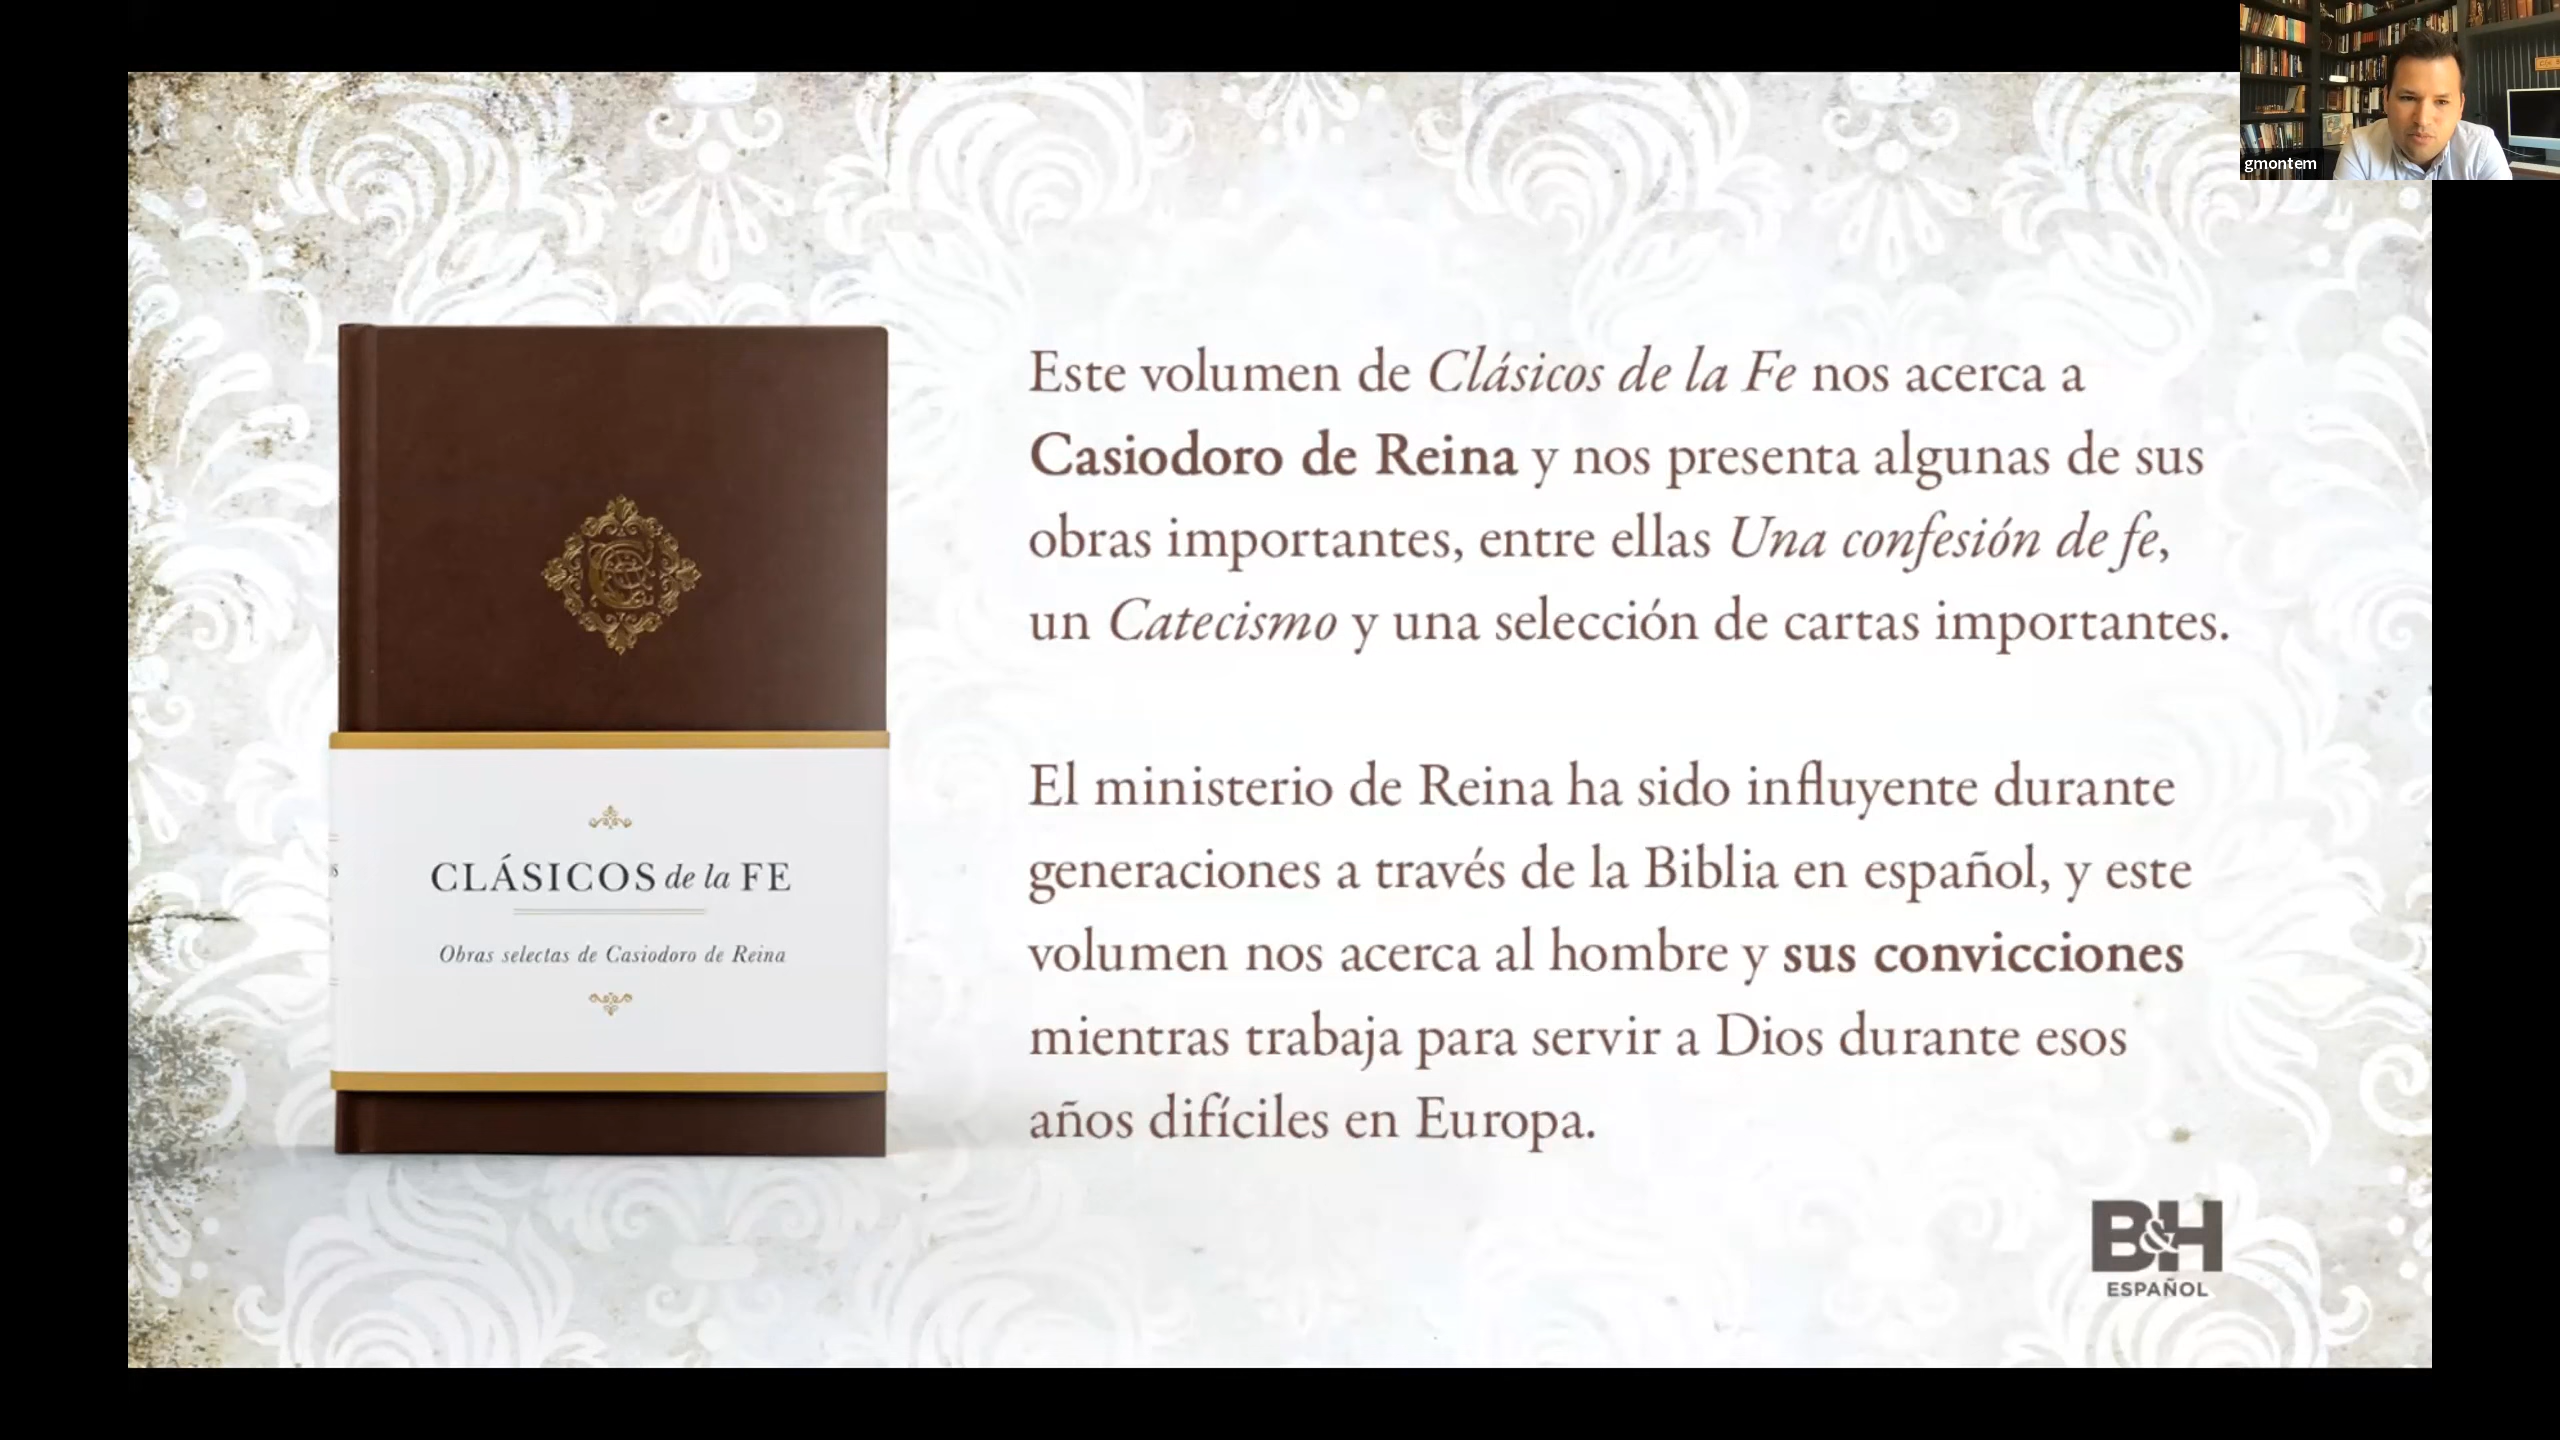 gmontem
Este volumen de Clásicos de la Fe nos acerca a
Casiodoro de Reina y nos presenta algunas de sus
obras importantes, entre ellas Una confesión de fe,
un Catecismo y una selección de cartas importantes.
El ministerio de Reina ha sido influyente durante
generaciones a través de la Biblia en español, y este
volumen nos acerca al hombre y sus convicciones
mientras trabaja para servir a Dios durante esos
años difíciles en Europa.
CLÁSICOS de la FE
Obras selectas de Casiodoro de Reina
B&H
ESPAÑOL